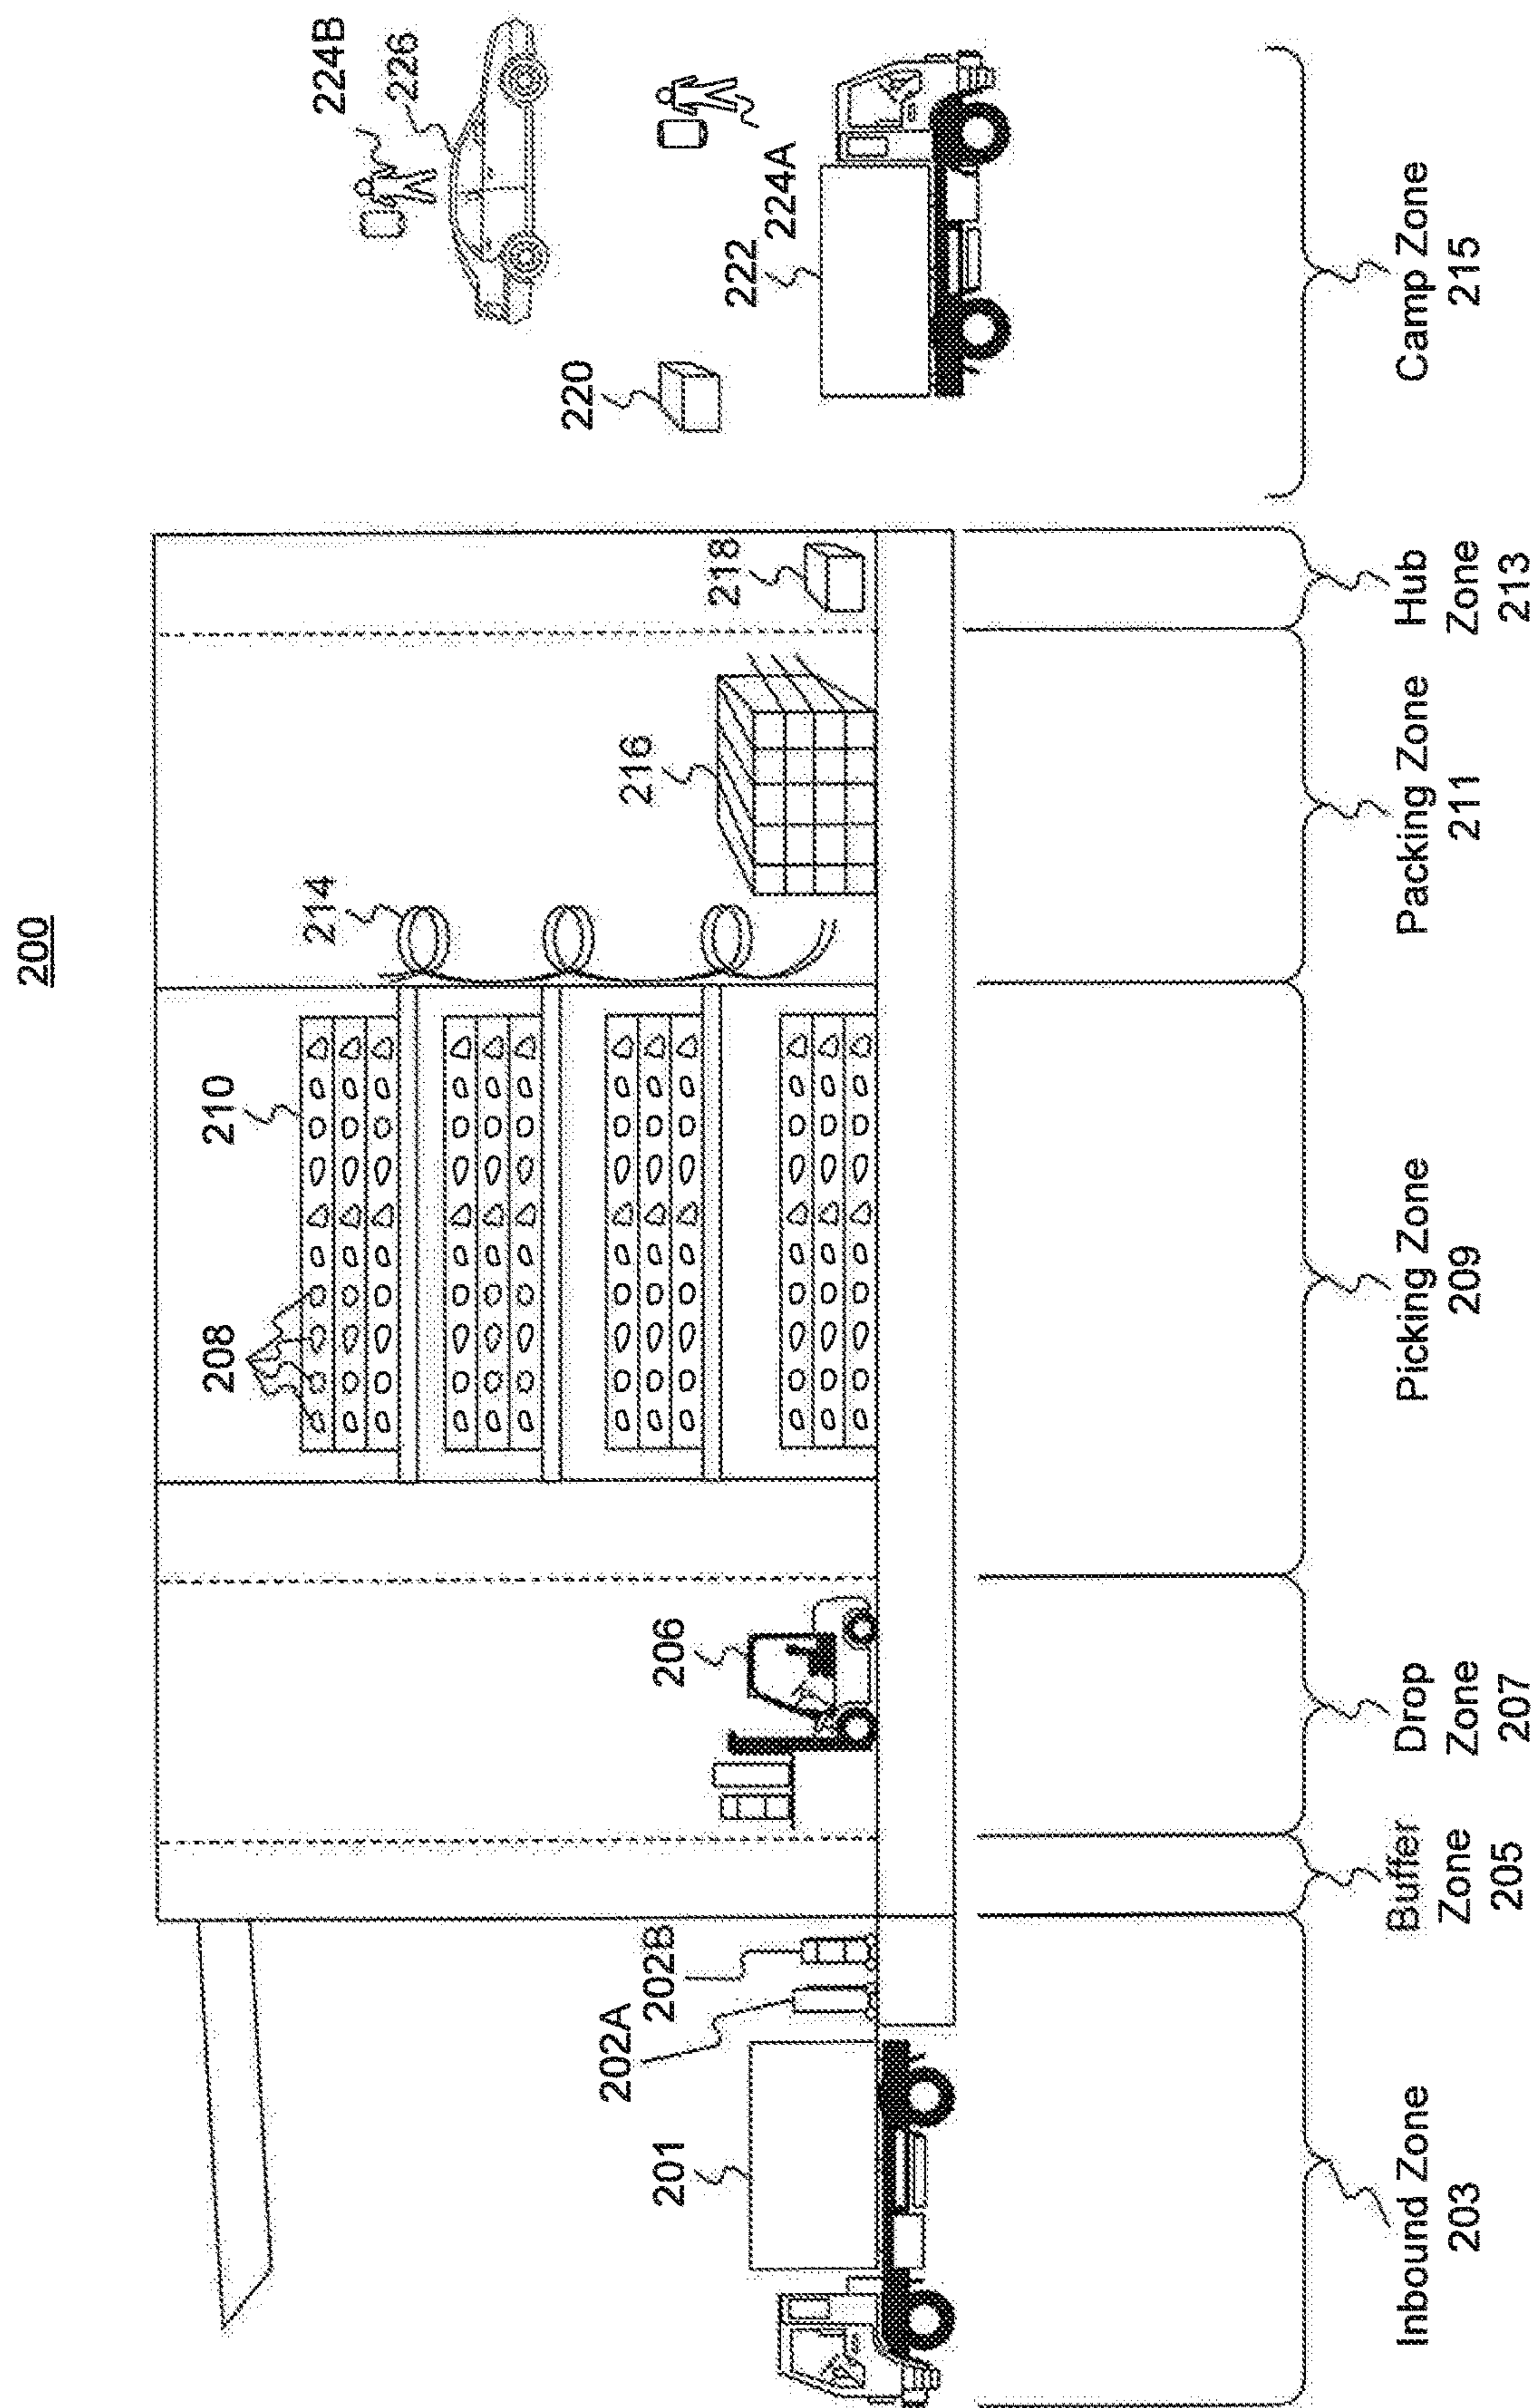 200
201
202A
202B
206
208
210
214
216
218
220
222
224A
224B
226
Inbound Zone
203
Buffer
Zone
205
Drop
Zone
207
Picking Zone
209
Packing Zone
211
Hub
Zone
213
Camp Zone
215